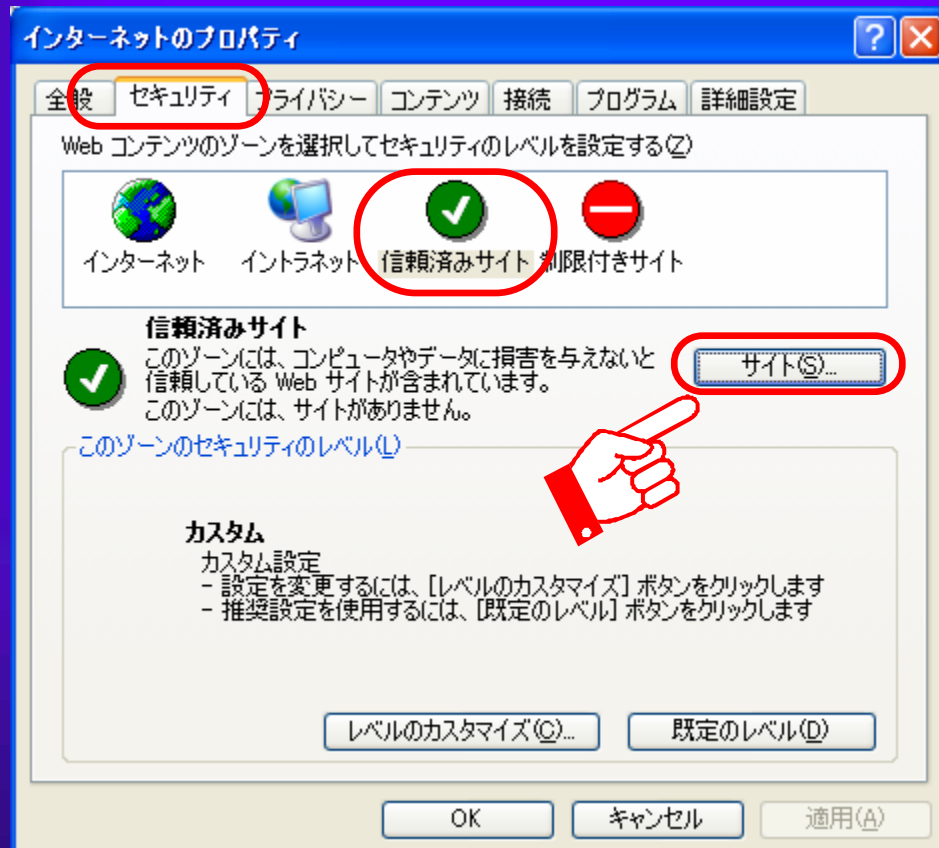 インターネットのプロパティ
全般 セキュリティ プライバシー コンテンツ 接続 プログラム 詳細設定
Web コンテンツのゾーンを選択してセキュリティのレベルを設定する(Z)
インターネット イントラネット 信頼済みサイト 制限付きサイト
信頼済みサイト
このゾーンには、コンピュータやデータに損害を与えないと
信頼している Web サイトが含まれています。
このゾーンには、サイトがありません。
サイト(S)...
このゾーンのセキュリティのレベル(L)
カスタム
カスタム設定
- 設定を変更するには、[レベルのカスタマイズ] ボタンをクリックします
- 推奨設定を使用するには、[既定のレベル] ボタンをクリックします
レベルのカスタマイズ(C)... 既定のレベル(D)
OK キャンセル 適用(A)